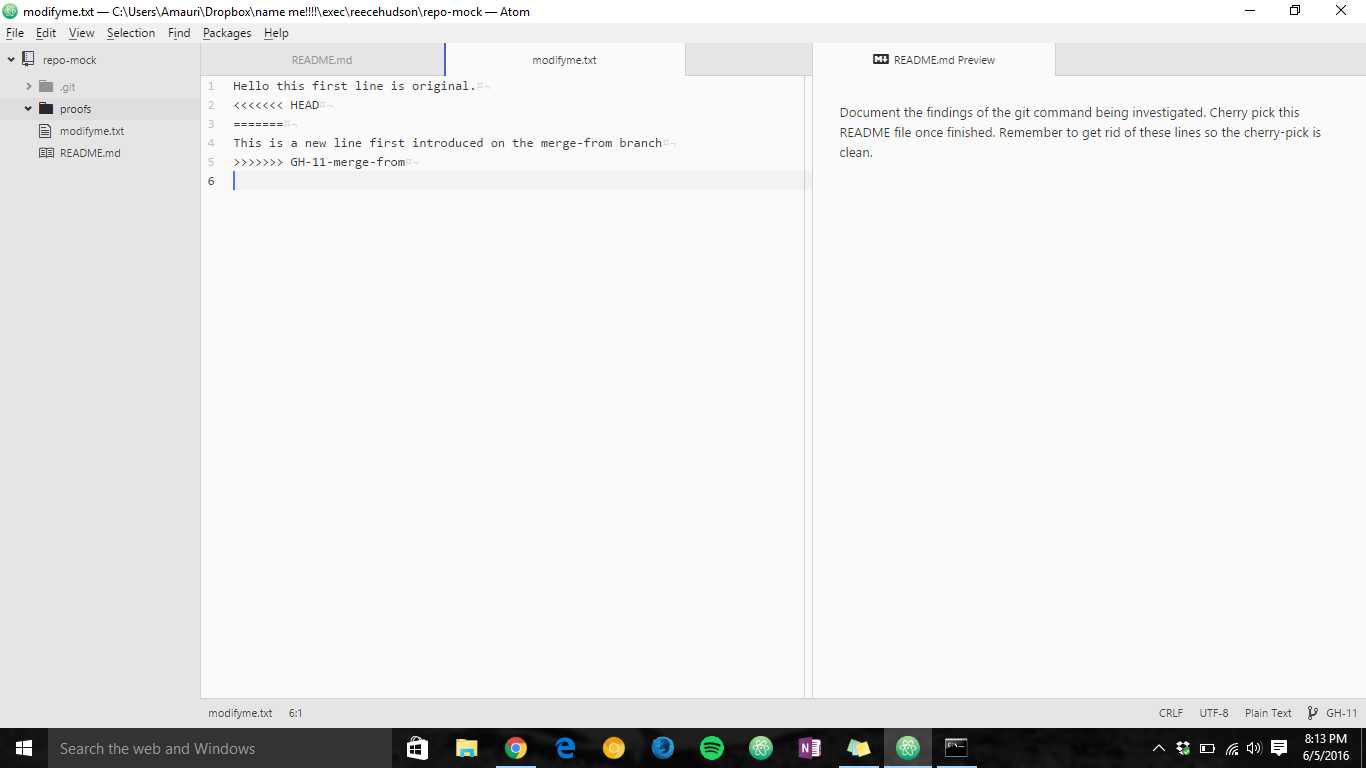 modifyme.txt — C:\Users\Amauri\Dropbox\name me!!!!\exec\reecehudson\repo-mock — Atom
File Edit View Selection Find Packages Help
repo-mock
.git
proofs
modifyme.txt
README.md
README.md
modifyme.txt
1 Hello this first line is original.¤¬
2 <<<<<<< HEAD¤¬
3 =======¤¬
4 This is a new line first introduced on the merge-from branch¤¬
5 >>>>>>> GH-11-merge-from¤¬
6
README.md Preview
Document the findings of the git command being investigated. Cherry pick this
README file once finished. Remember to get rid of these lines so the cherry-pick is
clean.
modifyme.txt 6:1
CRLF UTF-8 Plain Text GH-11
Search the web and Windows
8:13 PM
6/5/2016